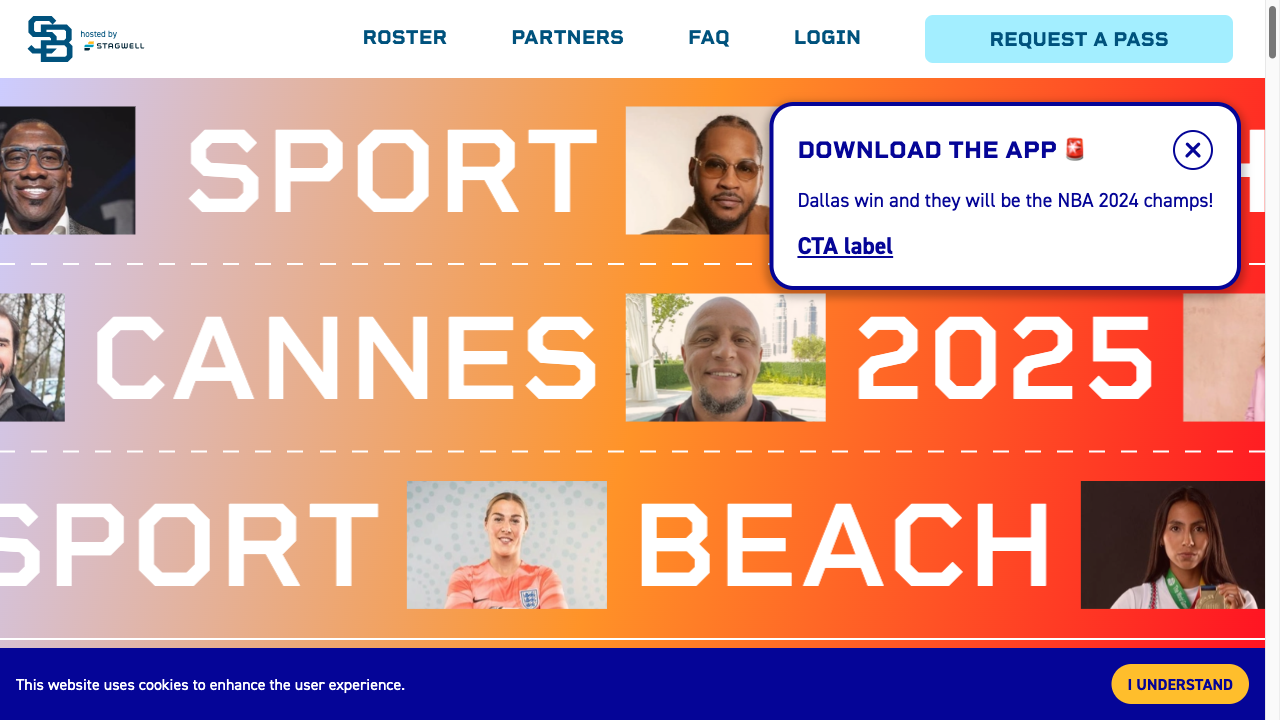 SB
hosted by
STAGWELL
ROSTER
PARTNERS
FAQ
LOGIN
REQUEST A PASS
SPORT
H
DOWNLOAD THE APP 🚨
Dallas win and they will be the NBA 2024 champs!
CTA label
CANNES
2025
SPORT
BEACH
This website uses cookies to enhance the user experience.
I UNDERSTAND